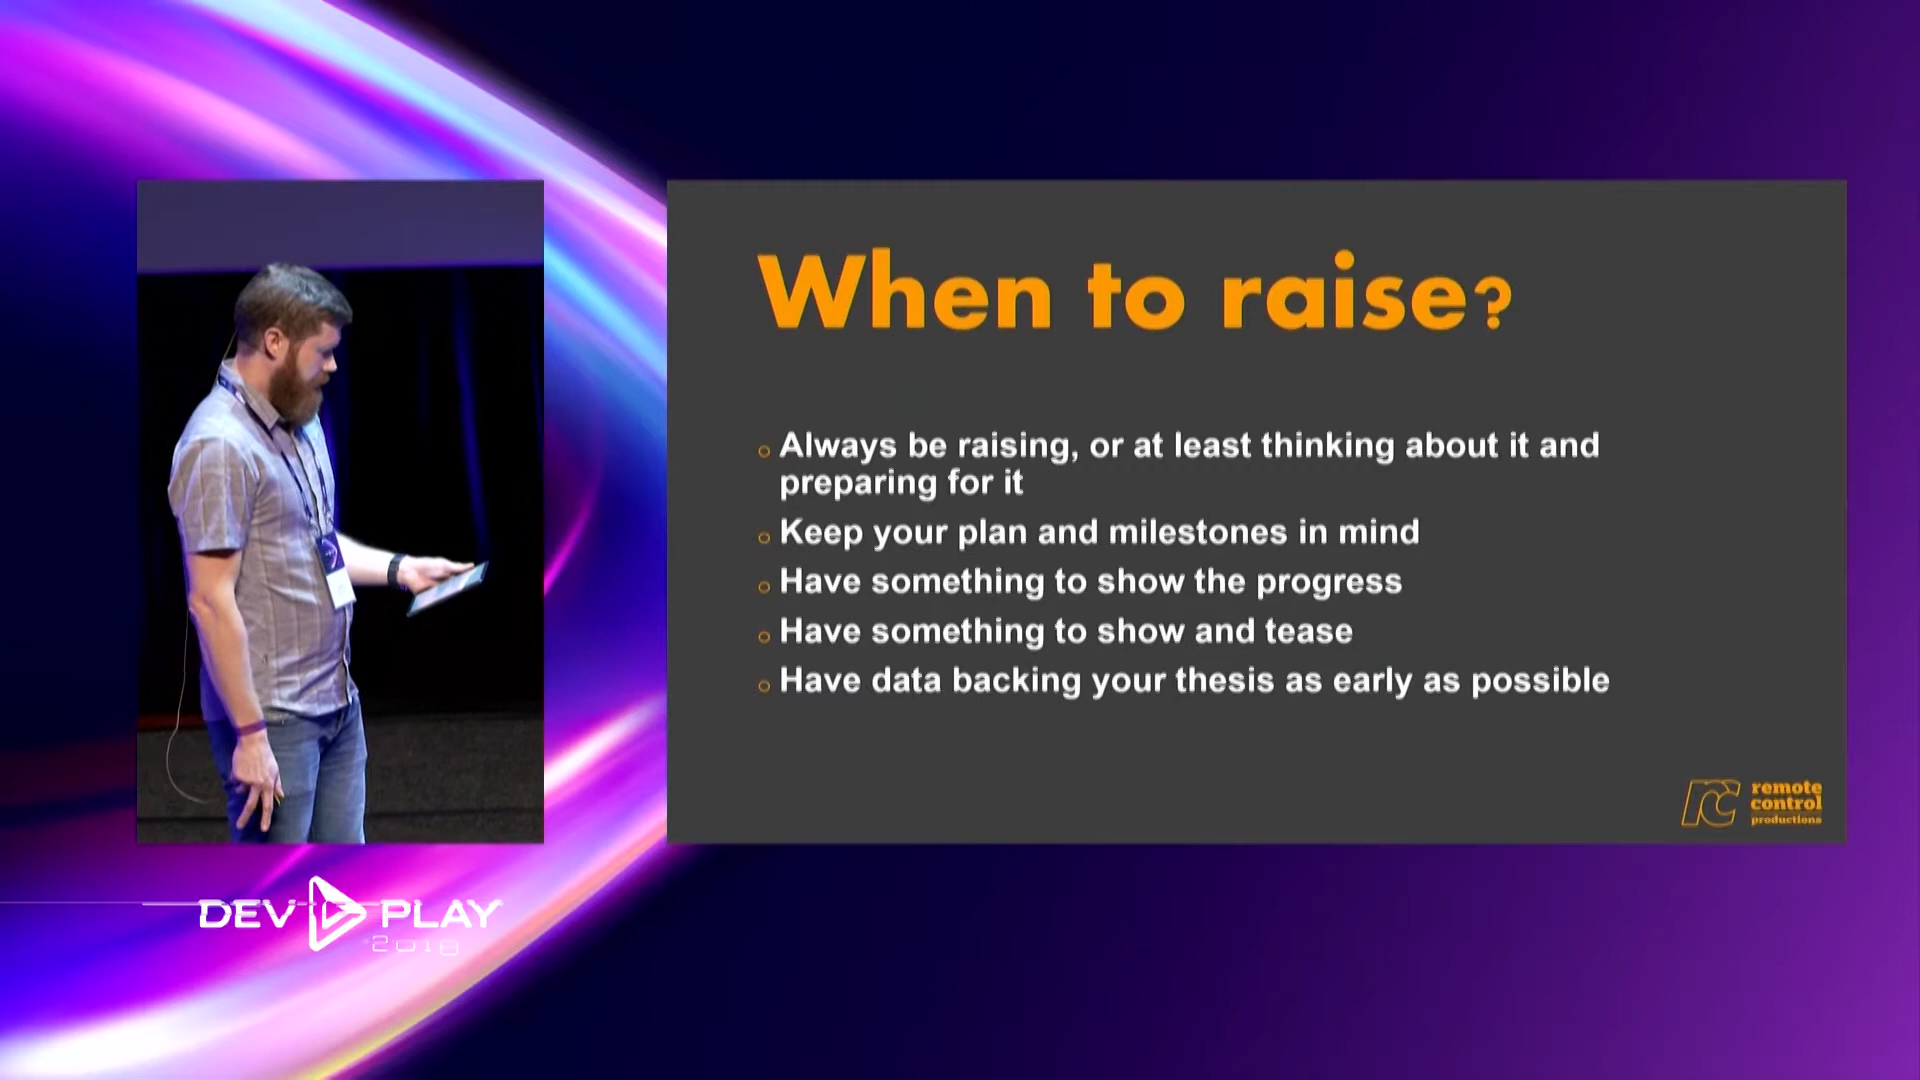 When to raise?
Always be raising, or at least thinking about it and
preparing for it
Keep your plan and milestones in mind
Have something to show the progress
Have something to show and tease
Have data backing your thesis as early as possible
rc remote
control
productions
DEV PLAY
2018